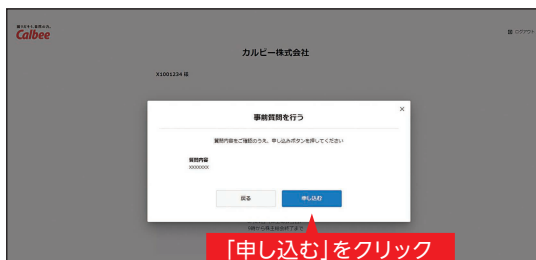 Calbee
カルビー株式会社
X1001234 様
×
事前質問を行う
質問内容をご確認のうえ、申し込みボタンを押してください
質問内容
XXXXXXX
戻る
申し込む
「申し込む」をクリック